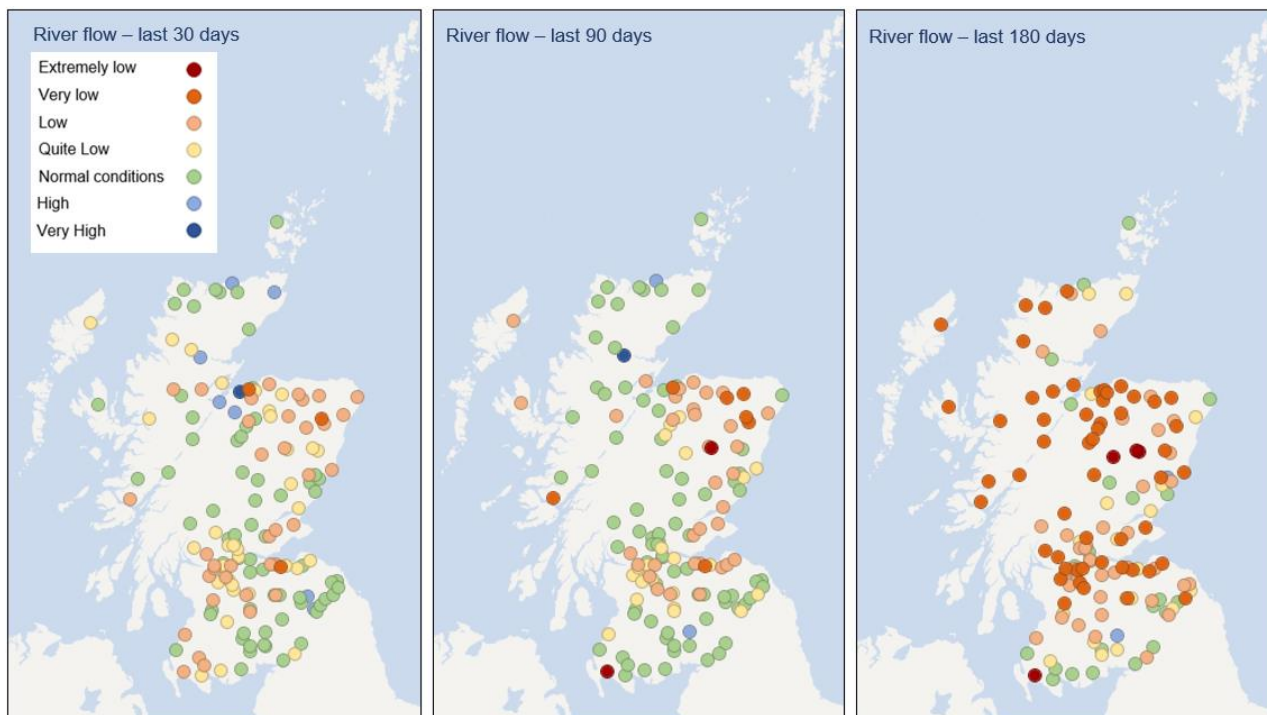 River flow – last 30 days
Extremely low
Very low
Low
Quite Low
Normal conditions
High
Very High
River flow – last 90 days
River flow – last 180 days